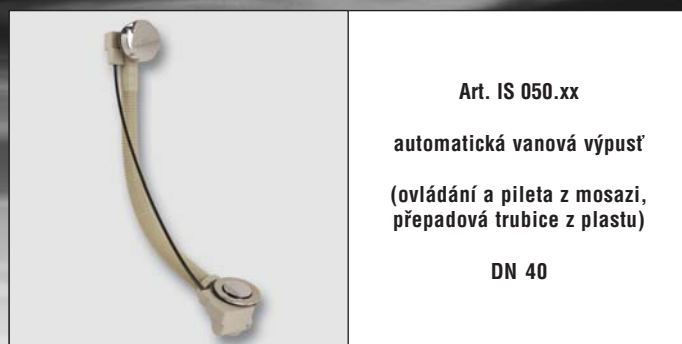 Art. IS 050.xx
automatická vanová výpusť
(ovládání a pileta z mosazi,
přepadová trubice z plastu)
DN 40